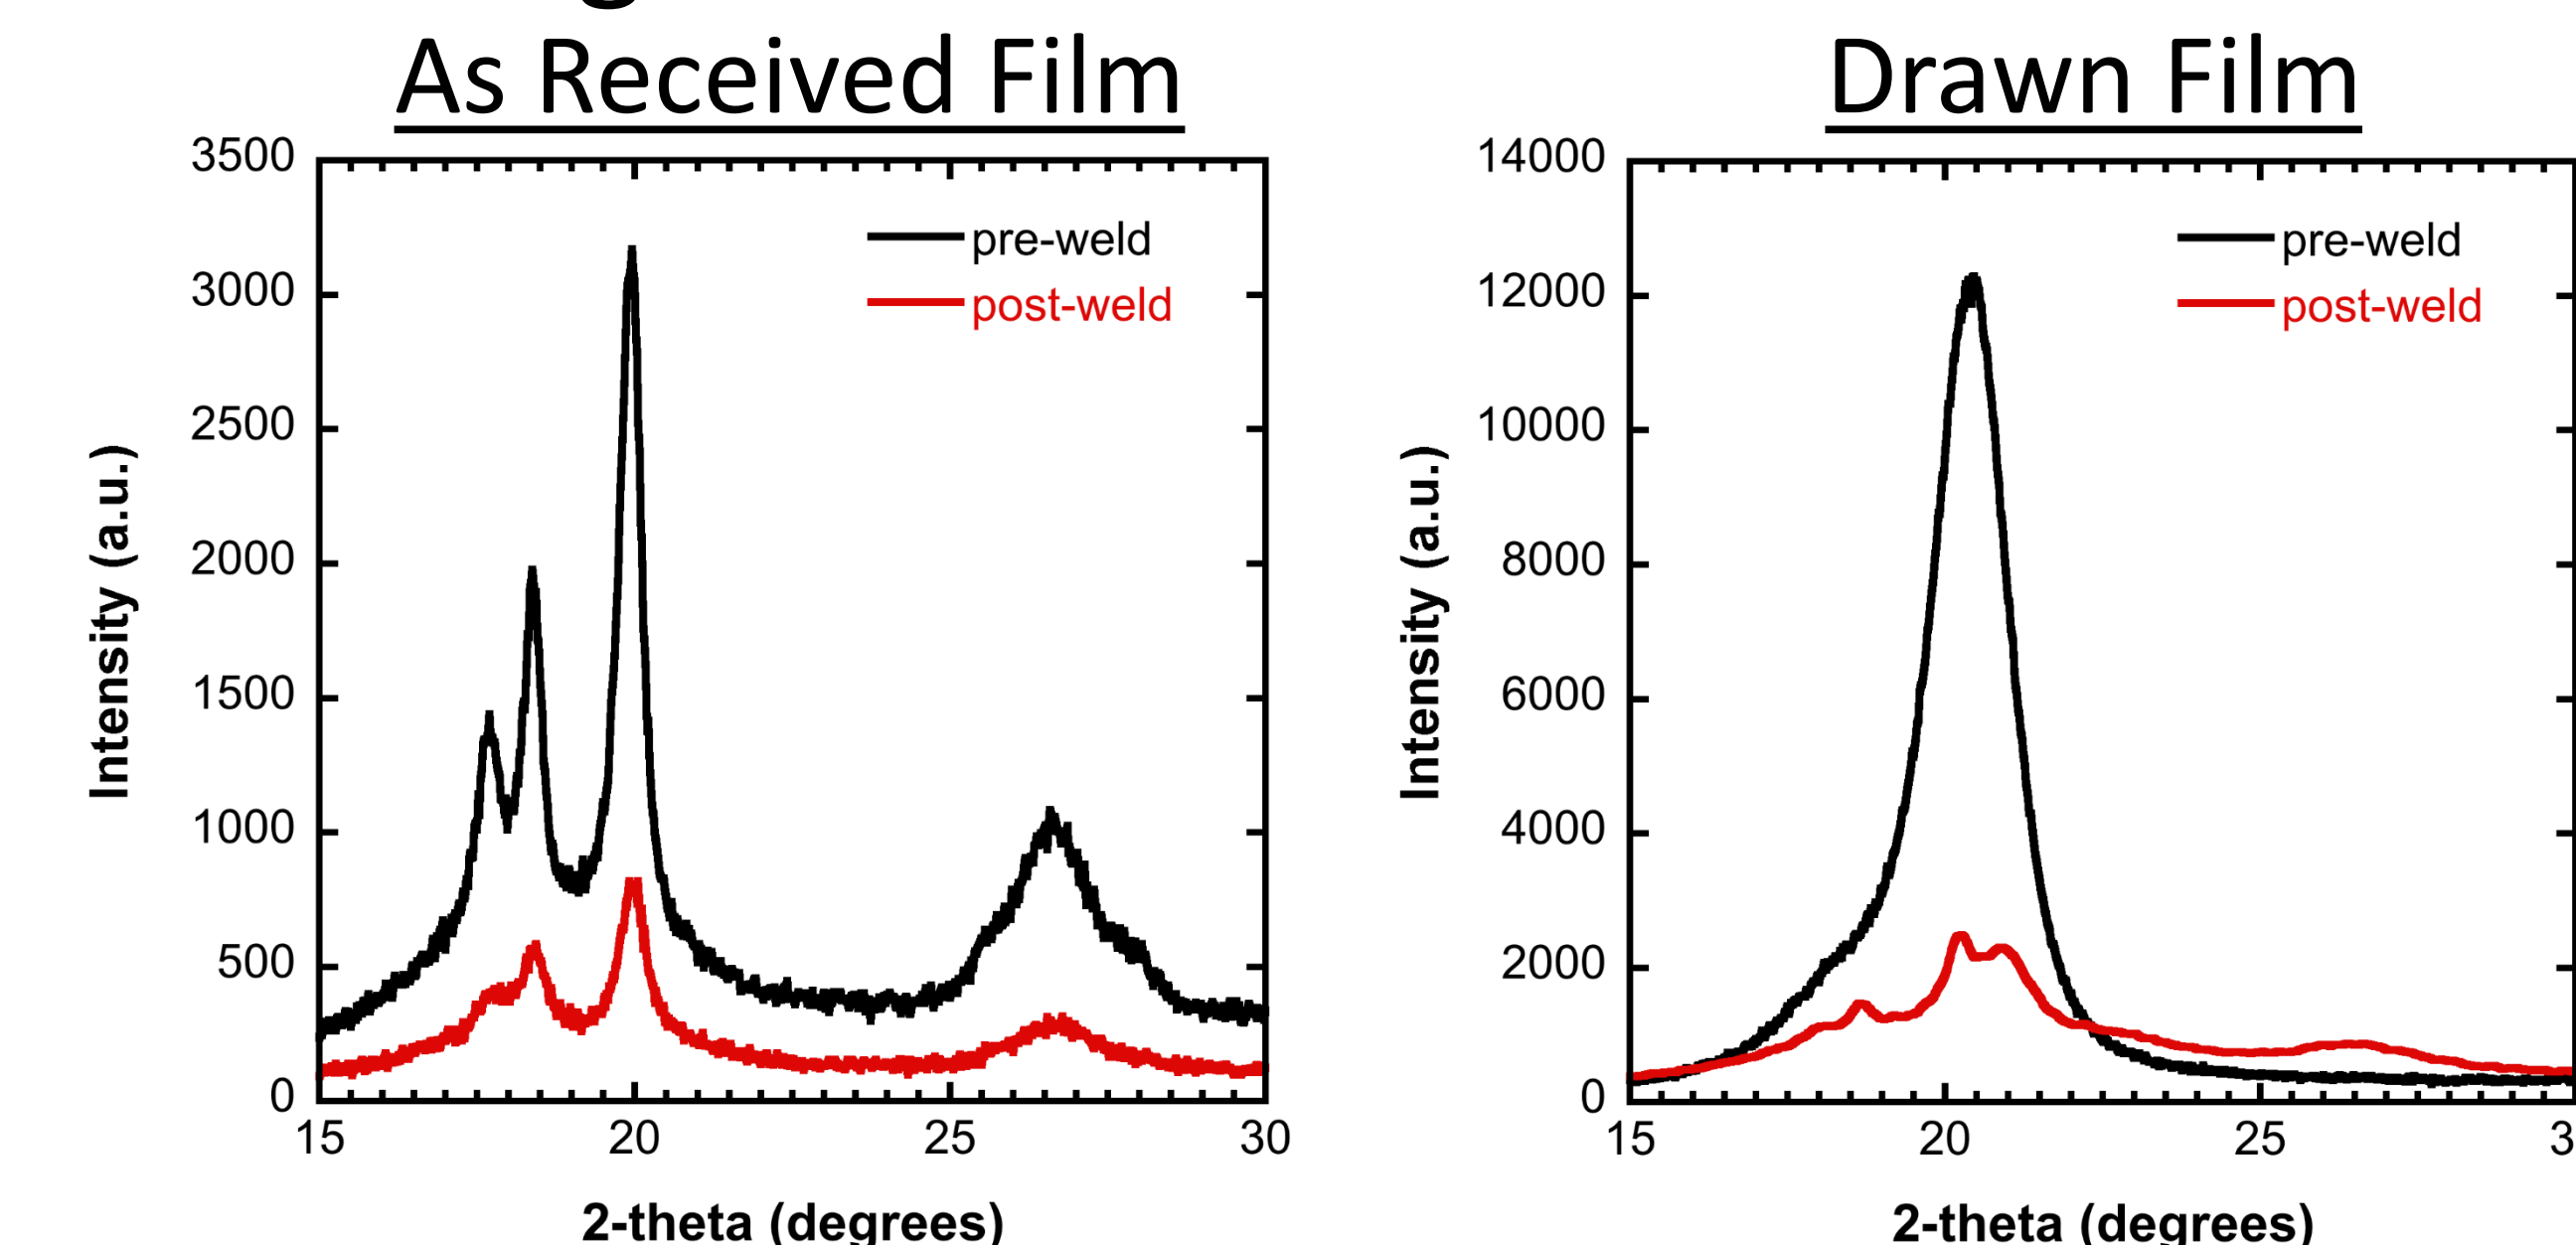 As Received Film
3500
3000
2500
2000
1500
1000
500
0
15 20 25 30
Intensity (a.u.)
2-theta (degrees)
pre-weld
post-weld
Drawn Film
14000
12000
10000
8000
6000
4000
2000
0
15 20 25
Intensity (a.u.)
2-theta (degrees)
pre-weld
post-weld